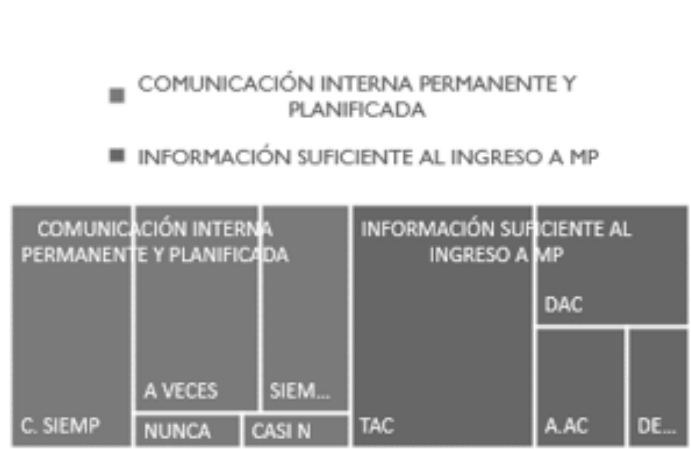 COMUNICACIÓN INTERNA PERMANENTE Y
PLANIFICADA
INFORMACIÓN SUFICIENTE AL INGRESO A MP
COMUNICACIÓN INTERNA
PERMANENTE Y PLANIFICADA
INFORMACIÓN SUFICIENTE AL
INGRESO A MP
C. SIEMP
A VECES
SIEM...
NUNCA
CASI N
TAC
DAC
A.AC
DE...